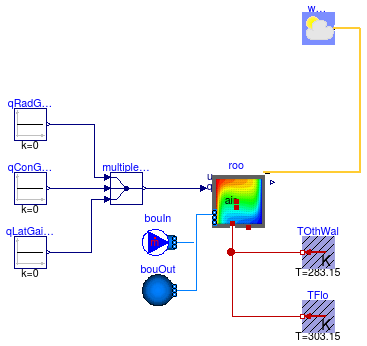 w...
qRadG...
k=0
qConG...
k=0
multiple...
roo
u
q
air
qLatGai...
k=0
bouIn
bouOut
TOthWal
K
T=283.15
TFlo
K
T=303.15